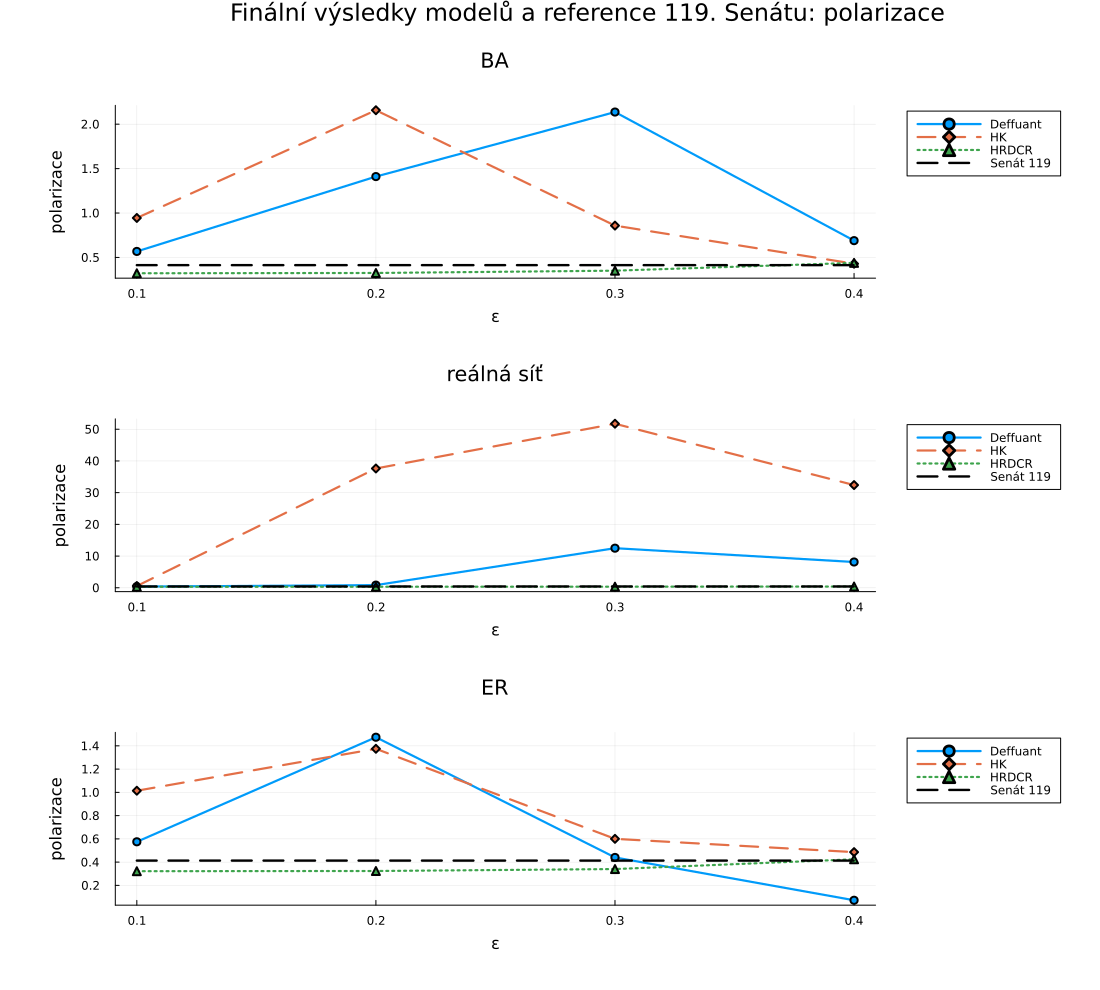 Finální výsledky modelů a reference 119. Senátu: polarizace
BA
polarizace
2.0
1.5
1.0
0.5
0.1 0.2 0.3 0.4
ε
Deffuant
HK
HRDCR
Senát 119
reálná síť
polarizace
50
40
30
20
10
0
0.1 0.2 0.3 0.4
ε
Deffuant
HK
HRDCR
Senát 119
ER
polarizace
1.4
1.2
1.0
0.8
0.6
0.4
0.2
0.1 0.2 0.3 0.4
ε
Deffuant
HK
HRDCR
Senát 119